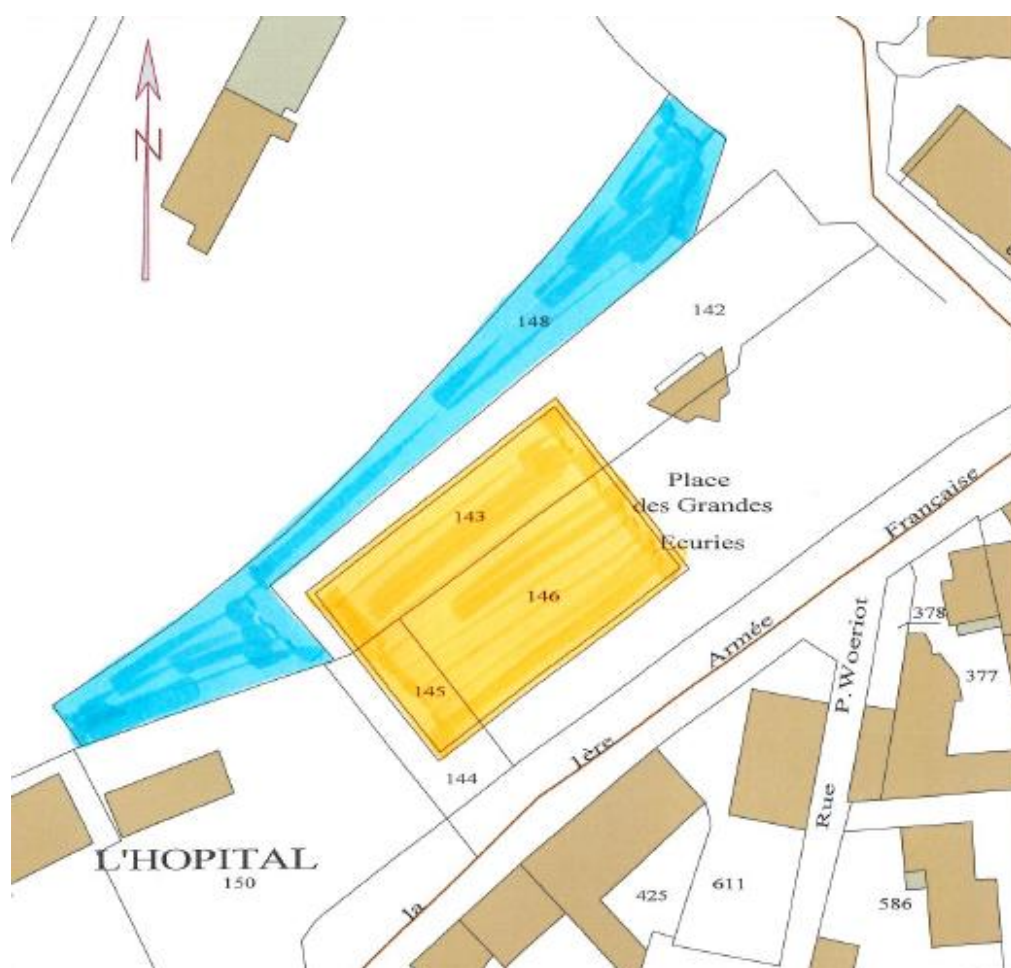 N
148
142
143
Place
des Grandes
Ecuries
146
145
144
la 1ère Armée Française
Rue P. Woeriot
378
377
L'HOPITAL
150
425
611
586